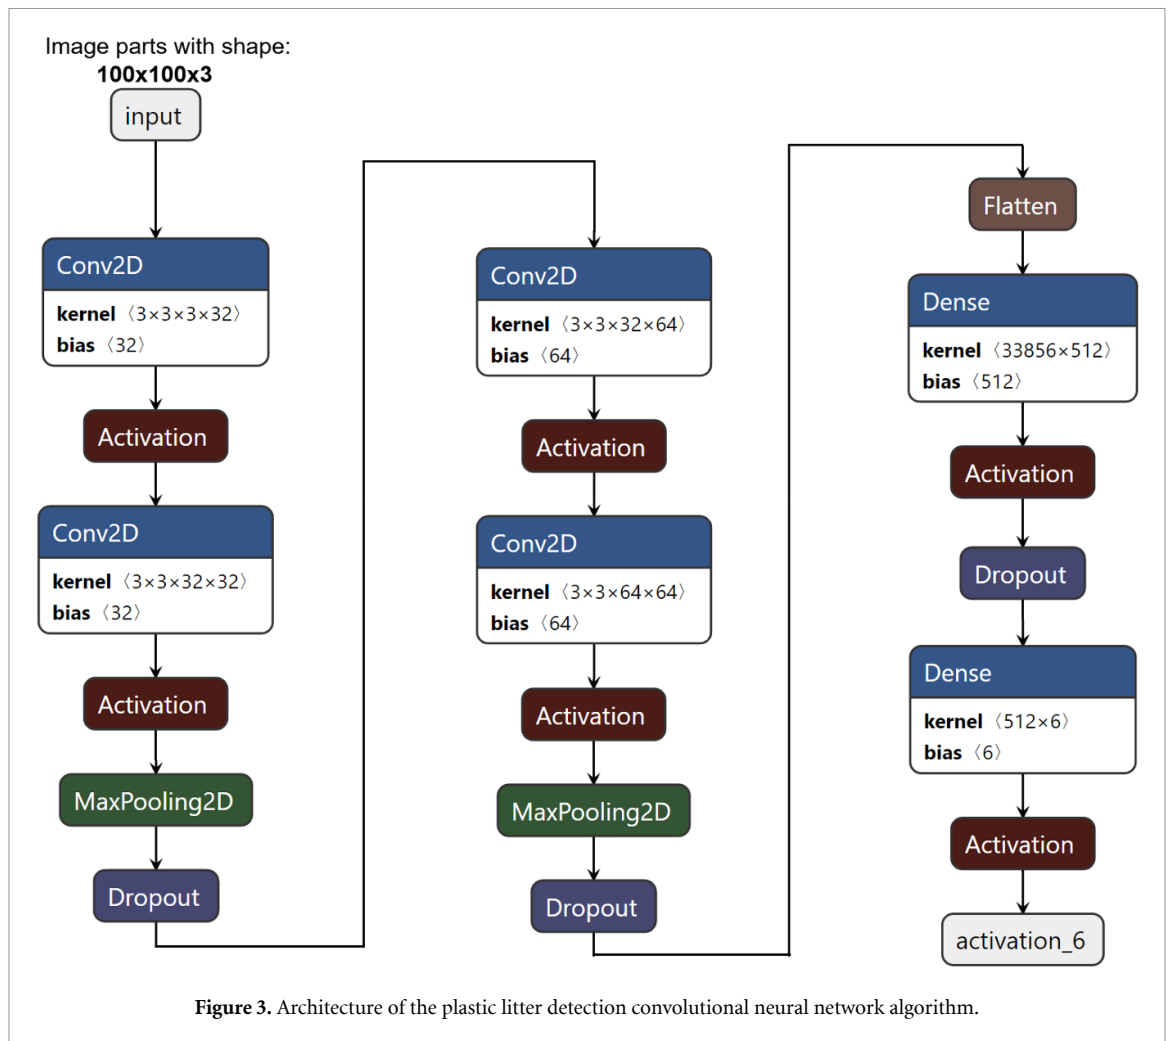 Image parts with shape:
100x100x3
input
Conv2D
kernel 〈3×3×3×32〉
bias 〈32〉
Activation
Conv2D
kernel 〈3×3×32×32〉
bias 〈32〉
Activation
MaxPooling2D
Dropout
Conv2D
kernel 〈3×3×32×64〉
bias 〈64〉
Activation
Conv2D
kernel 〈3×3×64×64〉
bias 〈64〉
Activation
MaxPooling2D
Dropout
Flatten
Dense
kernel 〈33856×512〉
bias 〈512〉
Activation
Dropout
Dense
kernel 〈512×6〉
bias 〈6〉
Activation
activation_6
Figure 3. Architecture of the plastic litter detection convolutional neural network algorithm.